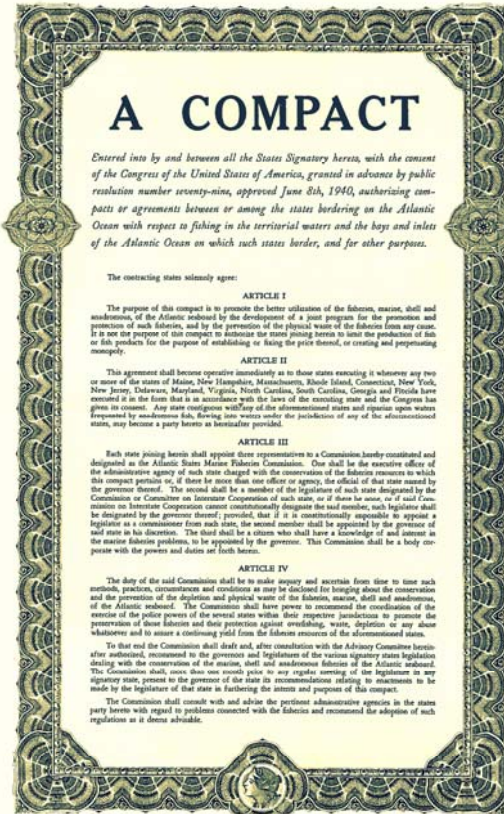 A COMPACT
Entered into by and between all the States Signatory hereto, with the consent
of the Congress of the United States of America, granted in advance by public
resolution number seventy-nine, approved June 8th, 1940, authorizing com-
pacts or agreements between or among the states bordering on the Atlantic
Ocean with respect to fishing in the territorial waters and the bays and inlets
of the Atlantic Ocean on which such states border, and for other purposes.
The contracting states solemnly agree:
ARTICLE I
The purpose of this compact is to promote the better utilization of the fisheries, marine, shell and
anadromous, of the Atlantic seaboard by the development of a joint program for the promotion and
protection of such fisheries, and by the prevention of the physical waste of the fisheries from any cause.
It is not the purpose of this compact to authorize the states joining herein to limit the production of fish
or fish products for the purpose of establishing or fixing the price thereof, or creating and perpetuating
monopoly.
ARTICLE II
This agreement shall become operative immediately as to those states executing it whenever any two
or more of the states of Maine, New Hampshire, Massachusetts, Rhode Island, Connecticut, New York,
New Jersey, Delaware, Maryland, Virginia, North Carolina, South Carolina, Georgia and Florida have
executed it in the form that is in accordance with the laws of the executing state and the Congress has
given its consent. Any state contiguous with any of the aforementioned states and riparian upon waters
frequented by anadromous fish, flowing into waters under the jurisdiction of any of the aforementioned
states, may become a party hereto as hereinafter provided.
ARTICLE III
Each state joining herein shall appoint three representatives to a Commission hereby constituted and
designated as the Atlantic States Marine Fisheries Commission. One shall be the executive officer of
the administrative agency of such state charged with the conservation of the fisheries resources to which
this compact pertains or, if there be more than one officer or agency, the official of that state named by
the governor thereof. The second shall be a member of the legislature of such state designated by the
Commission or Committee on Interstate Cooperation of such state, or if there be none, or if said Com-
mission on Interstate Cooperation cannot constitutionally designate the said member, such legislator shall
be designated by the governor thereof; provided, that if it is constitutionally impossible to appoint a
legislator as a commissioner from such state, the second member shall be appointed by the governor of
said state in his discretion. The third shall be a citizen who shall have a knowledge of and interest in
the marine fisheries problems, to be appointed by the governor. This Commission shall be a body cor-
porate with the powers and duties set forth herein.
ARTICLE IV
The duty of the said Commission shall be to make inquiry and ascertain from time to time such
methods, practices, circumstances and conditions as may be disclosed for bringing about the conservation
and the prevention of the depletion and physical waste of the fisheries, marine, shell and anadromous,
of the Atlantic seaboard. The Commission shall have power to recommend the coordination of the
exercise of the police powers of the several states within their respective jurisdictions to promote the
preservation of those fisheries and their protection against overfishing, waste, depletion or any abuse
whatsoever and to assure a continuing yield from the fisheries resources of the aforementioned states.
To that end the Commission shall draft and, after consultation with the Advisory Committee herein-
after authorized, recommend to the governors and legislatures of the various signatory states legislation
dealing with the conservation of the marine, shell and anadromous fisheries of the Atlantic seaboard.
The Commission shall, more than one month prior to any regular meeting of the legislature in any
signatory state, present to the governor of the state its recommendations relating to enactments to be
made by the legislature of that state in furthering the intents and purposes of this compact.
The Commission shall consult with and advise the pertinent administrative agencies in the states
party hereto with regard to problems connected with the fisheries and recommend the adoption of such
regulations as it deems advisable.